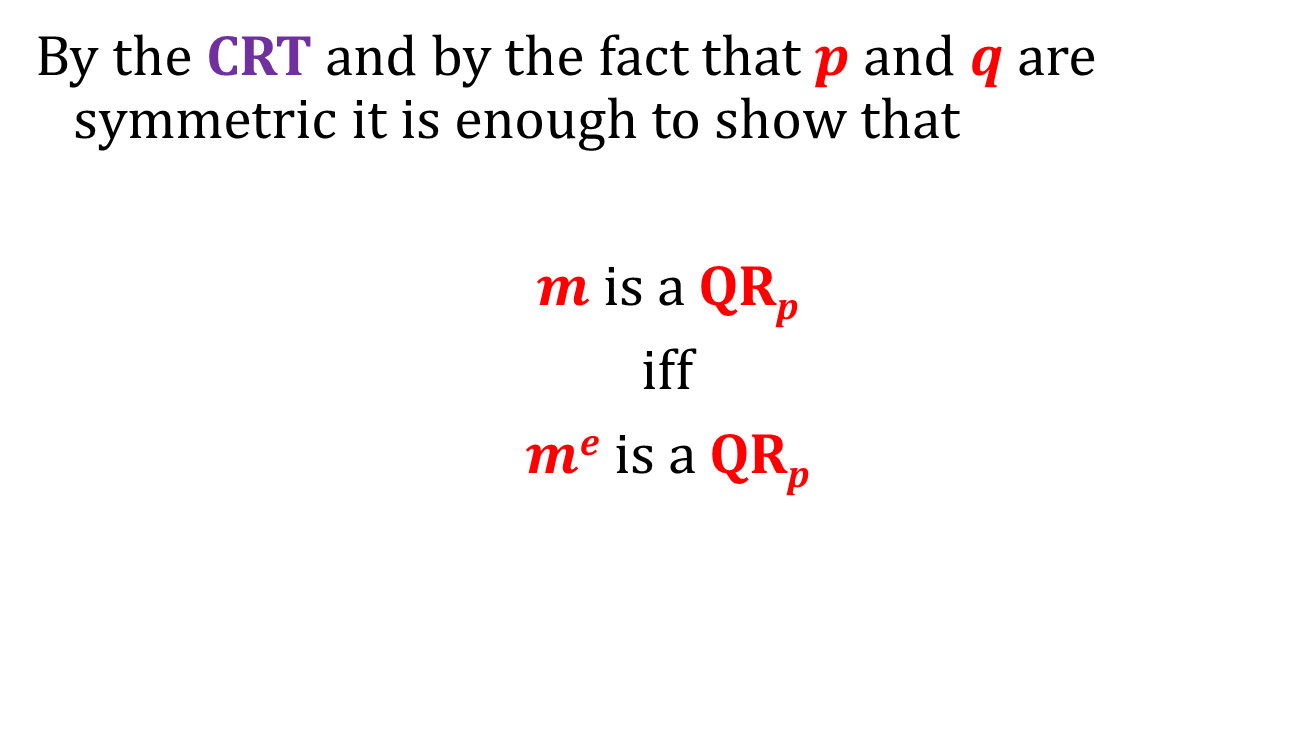 By the CRT and by the fact that p and q are
symmetric it is enough to show that
m is a QRₚ
iff
mᵉ is a QRₚ